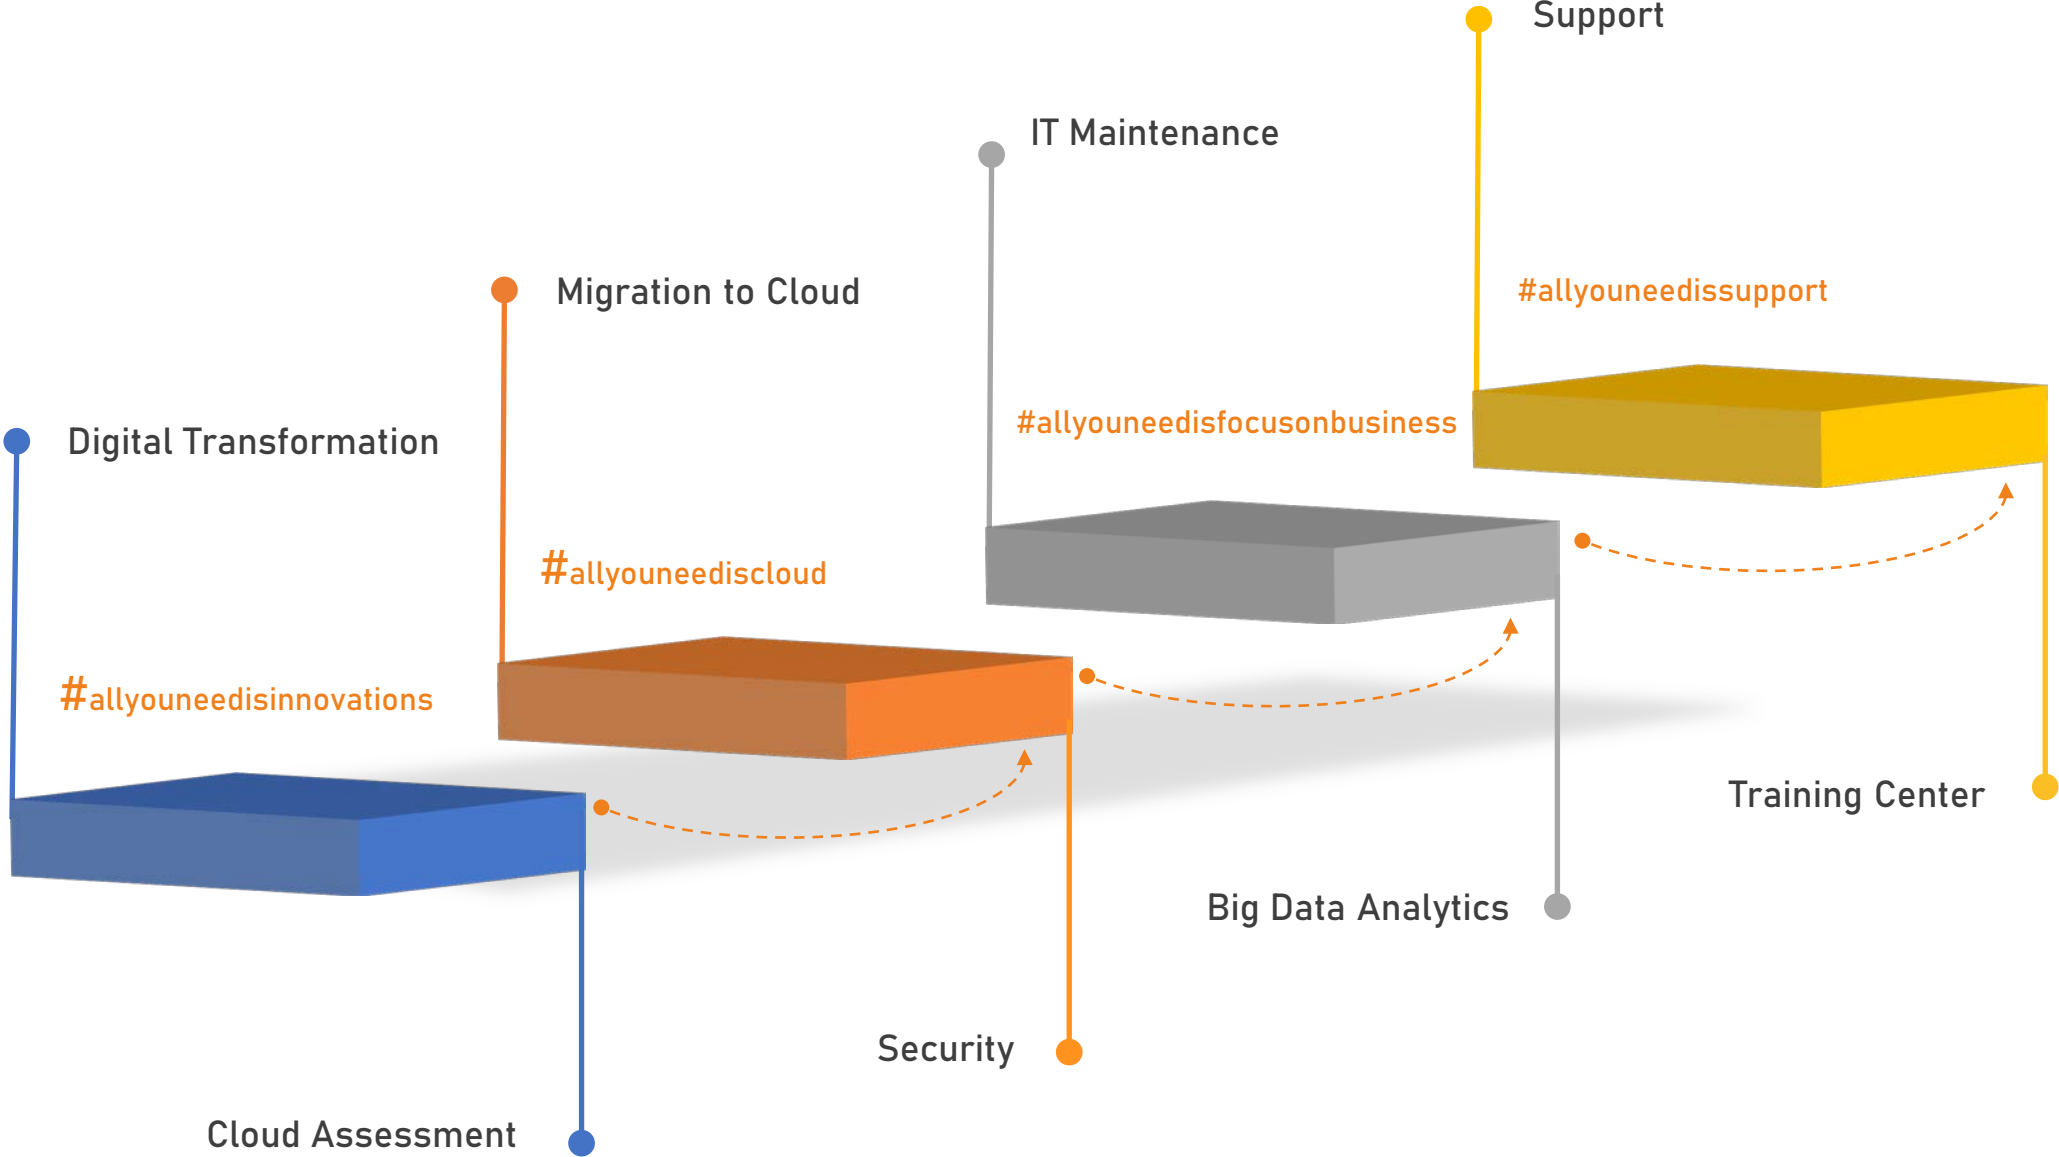 Support
IT Maintenance
Migration to Cloud
#allyouneedissupport
#allyouneedisfocusonbusiness
Digital Transformation
#allyouneediscloud
#allyouneedisinnovations
Training Center
Big Data Analytics
Security
Cloud Assessment